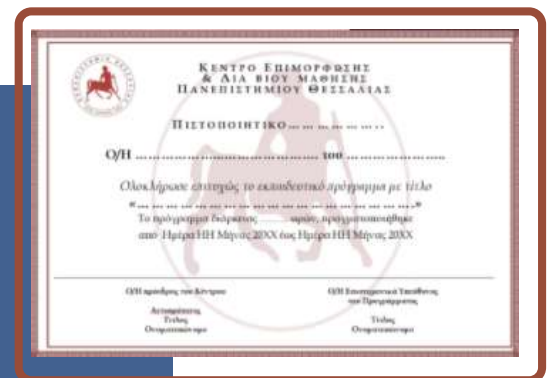 ΚΕΝΤΡΟ ΕΠΙΜΟΡΦΩΣΗΣ
& ΔΙΑ ΒΙΟΥ ΜΑΘΗΣΗΣ
ΠΑΝΕΠΙΣΤΗΜΙΟΥ ΘΕΣΣΑΛΙΑΣ
ΠΙΣΤΟΠΟΙΗΤΙΚΟ... ... ... ... ... ..
Ο/Η ................................................ του ..........................
Ολοκλήρωσε επιτυχώς το εκπαιδευτικό πρόγραμμα με τίτλο
«... ... ... ... ... ... ... ... ... ... ... ... ... ... ... ... ... ...»
Το πρόγραμμα διάρκειας ........ ωρών, πραγματοποιήθηκε
από Ημέρα ΗΗ Μήνας 20ΧΧ έως Ημέρα ΗΗ Μήνας 20ΧΧ
Ο/Η πρόεδρος του Κέντρου
Τίτλος
Ονοματεπώνυμο
Ο/Η Επιστημονικά Υπεύθυνος
του Προγράμματος
Τίτλος
Ονοματεπώνυμο